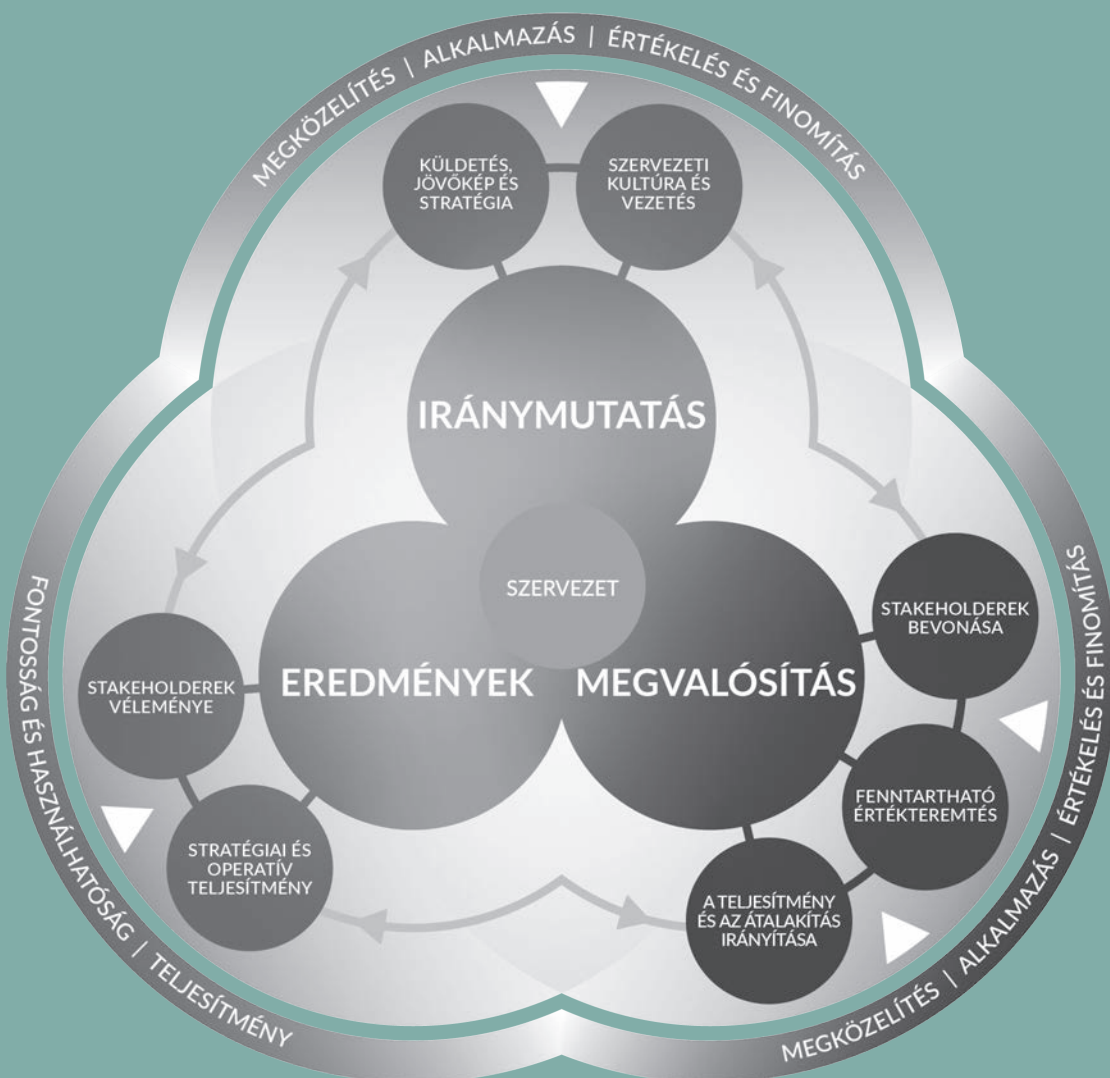 MEGKÖZELÍTÉS | ALKALMAZÁS | ÉRTÉKELÉS ÉS FINOMÍTÁS
KÜLDETÉS,
JÖVŐKÉP ÉS
STRATÉGIA
SZERVEZETI
KULTÚRA ÉS
VEZETÉS
IRÁNYMUTATÁS
SZERVEZET
EREDMÉNYEK
MEGVALÓSÍTÁS
STAKEHOLDEREK
BEVONÁSA
FENNTARTHATÓ
ÉRTÉKTEREMTÉS
A TELJESÍTMÉNY
ÉS AZ ÁTALAKÍTÁS
IRÁNYÍTÁSA
STAKEHOLDEREK
VÉLEMÉNYE
STRATÉGIAI ÉS
OPERATÍV
TELJESÍTMÉNY
FONTOSSÁG ÉS HASZNÁLHATÓSÁG | TELJESÍTMÉNY
MEGKÖZELÍTÉS | ALKALMAZÁS | ÉRTÉKELÉS ÉS FINOMÍTÁS